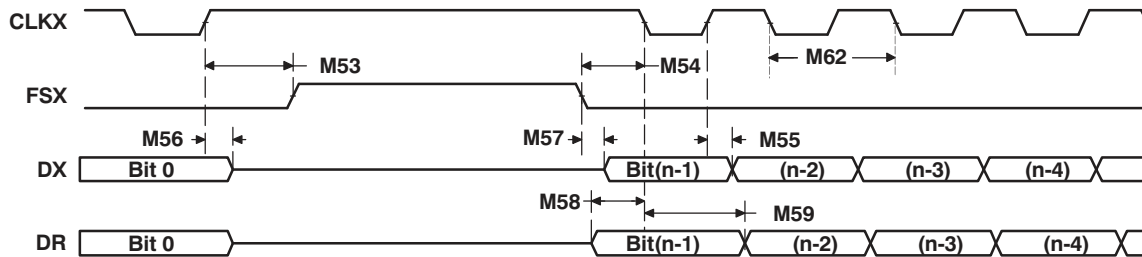 CLKX
M53
M54
M62
FSX
M56
M57
M55
DX
Bit 0
Bit(n-1)
(n-2)
(n-3)
(n-4)
M58
M59
DR
Bit 0
Bit(n-1)
(n-2)
(n-3)
(n-4)